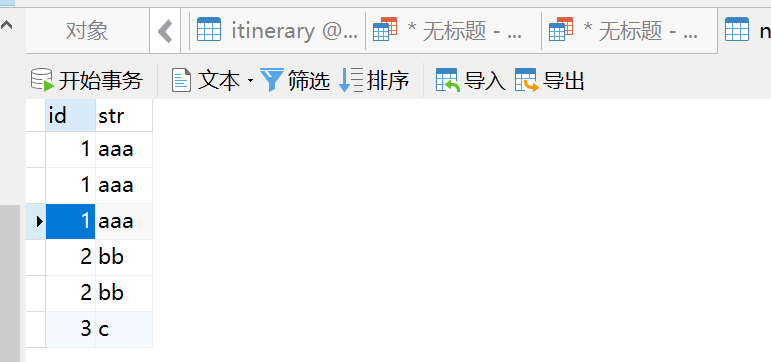 对象 itinerary @... * 无标题 - ... * 无标题 - ... n
开始事务 文本 筛选 排序 导入 导出
id str
1 aaa
1 aaa
1 aaa
2 bb
2 bb
3 c